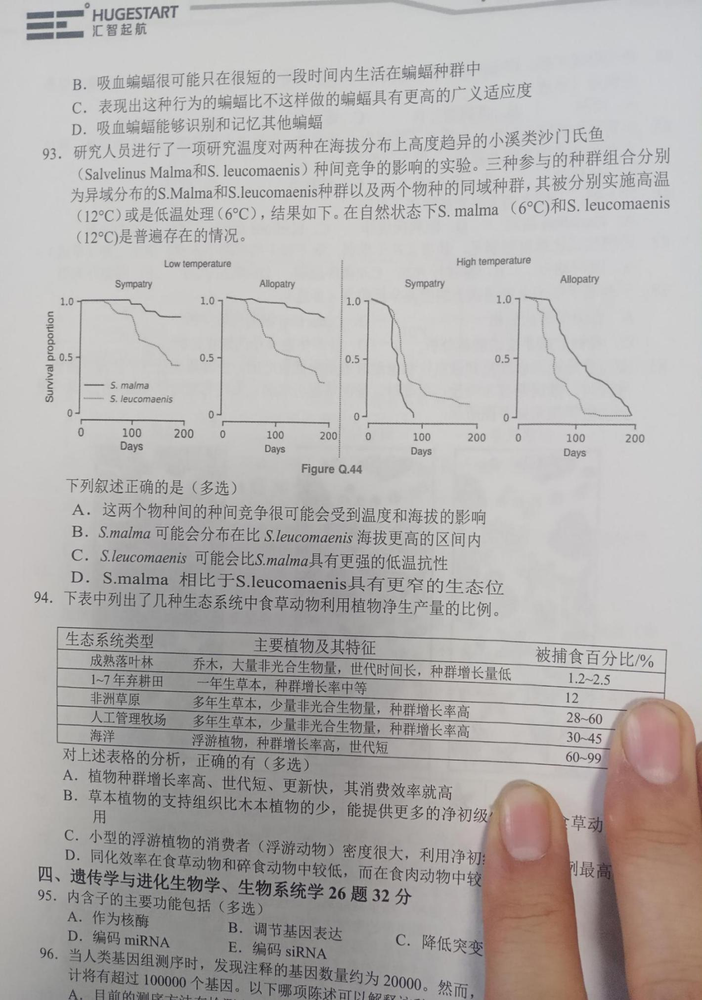 HUGESTART
汇智起航
B．吸血蝙蝠很可能只在很短的一段时间内生活在蝙蝠种群中
C．表现出这种行为的蝙蝠比不这样做的蝙蝠具有更高的广义适应度
D．吸血蝙蝠能够识别和记忆其他蝙蝠
93．研究人员进行了一项研究温度对两种在海拔分布上高度趋异的小溪类沙门氏鱼
（Salvelinus Malma和S. leucomaenis）种间竞争的影响的实验。三种参与的种群组合分别
为异域分布的S.Malma和S.leucomaenis种群以及两个物种的同域种群，其被分别实施高温
（12°C）或是低温处理（6°C），结果如下。在自然状态下S. malma （6°C)和S. leucomaenis
（12°C)是普遍存在的情况。
Low temperature
High temperature
Sympatry
Allopatry
Sympatry
Allopatry
Survival proportion
1.0
0.5
0
S. malma
S. leucomaenis
0 100 200
Days
1.0
0.5
0
0 100 200
Days
1.0
0.5
0
0 100 200
Days
1.0
0.5
0
0 100 200
Days
Figure Q.44
下列叙述正确的是（多选）
A．这两个物种间的种间竞争很可能会受到温度和海拔的影响
B．S.malma 可能会分布在比 S.leucomaenis 海拔更高的区间内
C．S.leucomaenis 可能会比S.malma具有更强的低温抗性
D．S.malma 相比于S.leucomaenis具有更窄的生态位
94．下表中列出了几种生态系统中食草动物利用植物净生产量的比例。
生态系统类型 主要植物及其特征 被捕食百分比/%
成熟落叶林 乔木，大量非光合生物量，世代时间长，种群增长量低 1.2~2.5
1~7 年弃耕田 一年生草本，种群增长率中等 12
非洲草原 多年生草本，少量非光合生物量，种群增长率高 28~60
人工管理牧场 多年生草本，少量非光合生物量，种群增长率高 30~45
海洋 浮游植物，种群增长率高，世代短 60~99
对上述表格的分析，正确的有（多选）
A．植物种群增长率高、世代短、更新快，其消费效率就高
B．草本植物的支持组织比木本植物的少，能提供更多的净初级 草动
用
C．小型的浮游植物的消费者（浮游动物）密度很大，利用净初 例最高
D．同化效率在食草动物和碎食动物中较低，而在食肉动物中较
四、遗传学与进化生物学、生物系统学 26 题 32 分
95．内含子的主要功能包括（多选）
A．作为核酶 B．调节基因表达 C．降低突变
D．编码 miRNA E．编码 siRNA
96．当人类基因组测序时，发现注释的基因数量约为 20000。然而，
计将有超过 100000 个基因。以下哪项陈述可以解释
A．目前的测序方法